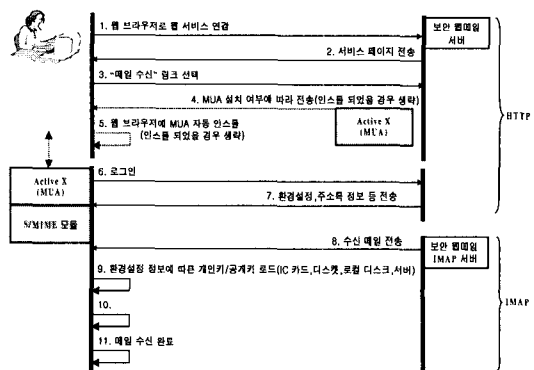 1. 웹 브라우저로 웹 서비스 연결
보안 웹메일
서버
2. 서비스 페이지 전송
3. "메일 수신" 링크 선택
4. MUA 설치 여부에 따라 전송(인스톨 되었을 경우 생략)
Active X
(MUA)
5. 웹 브라우저에 MUA 자동 인스톨
(인스톨 되었을 경우 생략)
HTTP
Active X
(MUA)
6. 로그인
7. 환경설정,주소록 정보 등 전송
S/MIME 모듈
8. 수신 메일 전송
보안 웹메일
IMAP 서버
9. 환경설정 정보에 따른 개인키/공개키 로드(IC 카드,디스켓,로컬 디스크,서버)
10.
IMAP
11. 메일 수신 완료